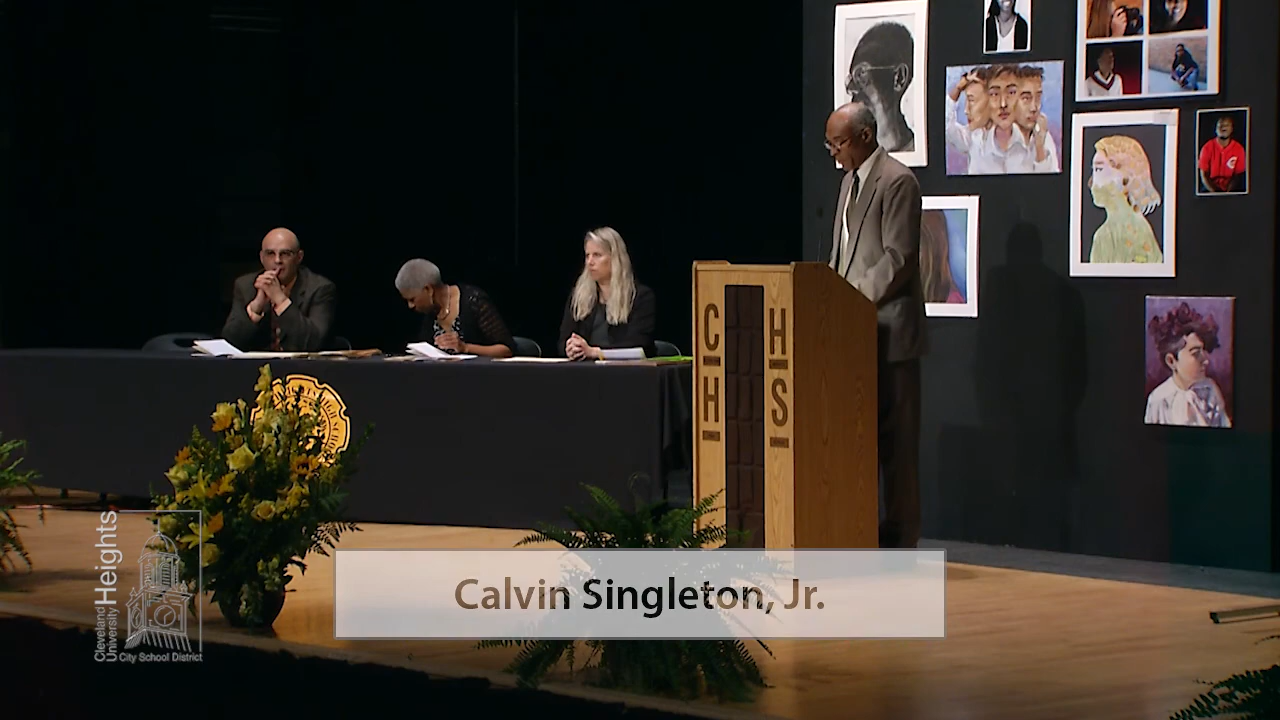 C H
H S
Calvin Singleton, Jr.
Cleveland
University
Heights
City School District